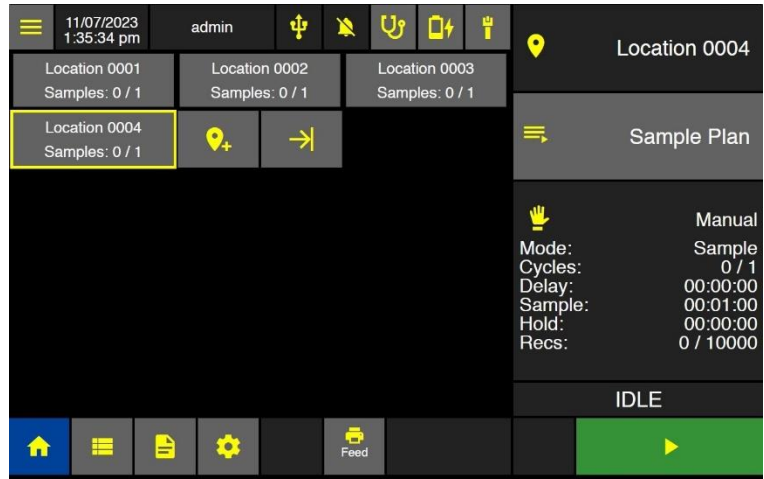 11/07/2023
1:35:34 pm
admin
Location 0004
Location 0001
Samples: 0 / 1
Location 0002
Samples: 0 / 1
Location 0003
Samples: 0 / 1
Location 0004
Samples: 0 / 1
Sample Plan
Manual
Mode: Sample
Cycles: 0 / 1
Delay: 00:00:00
Sample: 00:01:00
Hold: 00:00:00
Recs: 0 / 10000
IDLE
Feed